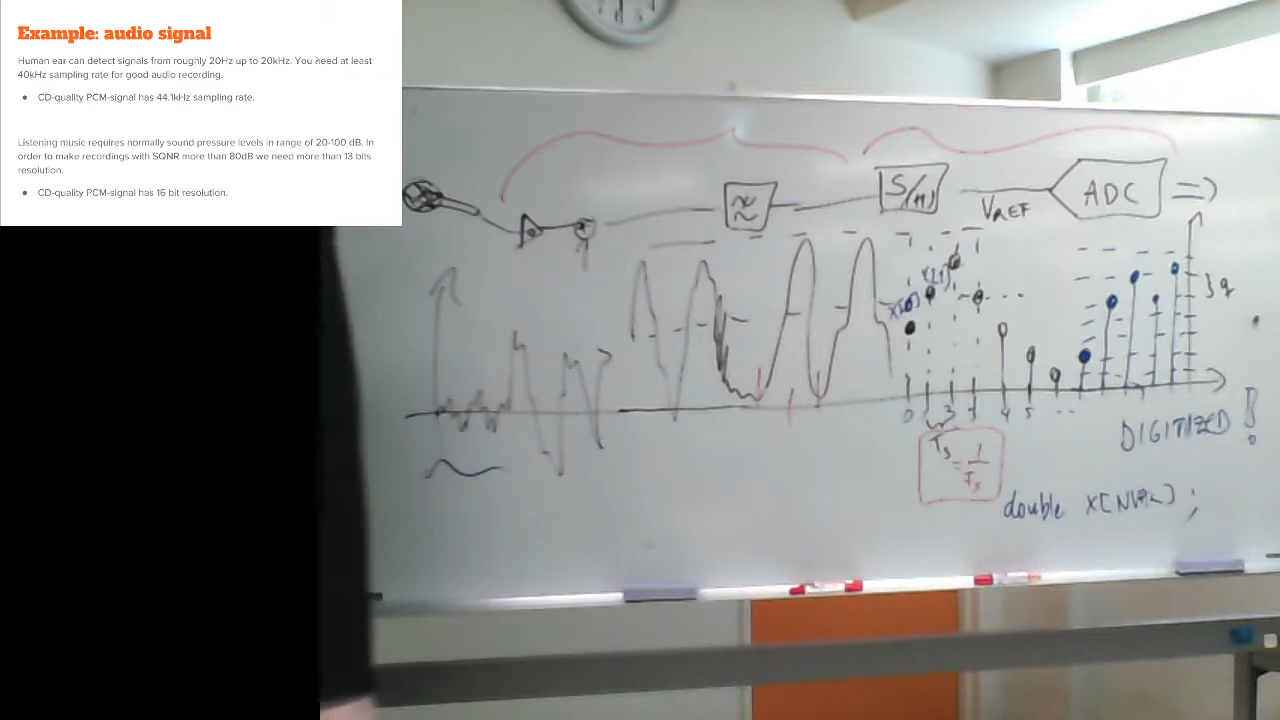 Example: audio signal
Human ear can detect signals from roughly 20Hz up to 20kHz. You need at least
40kHz sampling rate for good audio recording.
• CD-quality PCM-signal has 44.1kHz sampling rate.
Listening music requires normally sound pressure levels in range of 20-100 dB. In
order to make recordings with SQNR more than 80dB we need more than 13 bits
resolution.
• CD-quality PCM-signal has 16 bit resolution.
S/(H)
VREF
ADC
=>
x[0]
x[1]
}q
0 1 2 3 4 5 ..
Ts
= 1
fs
DIGITIZED !
double x[NVAL];